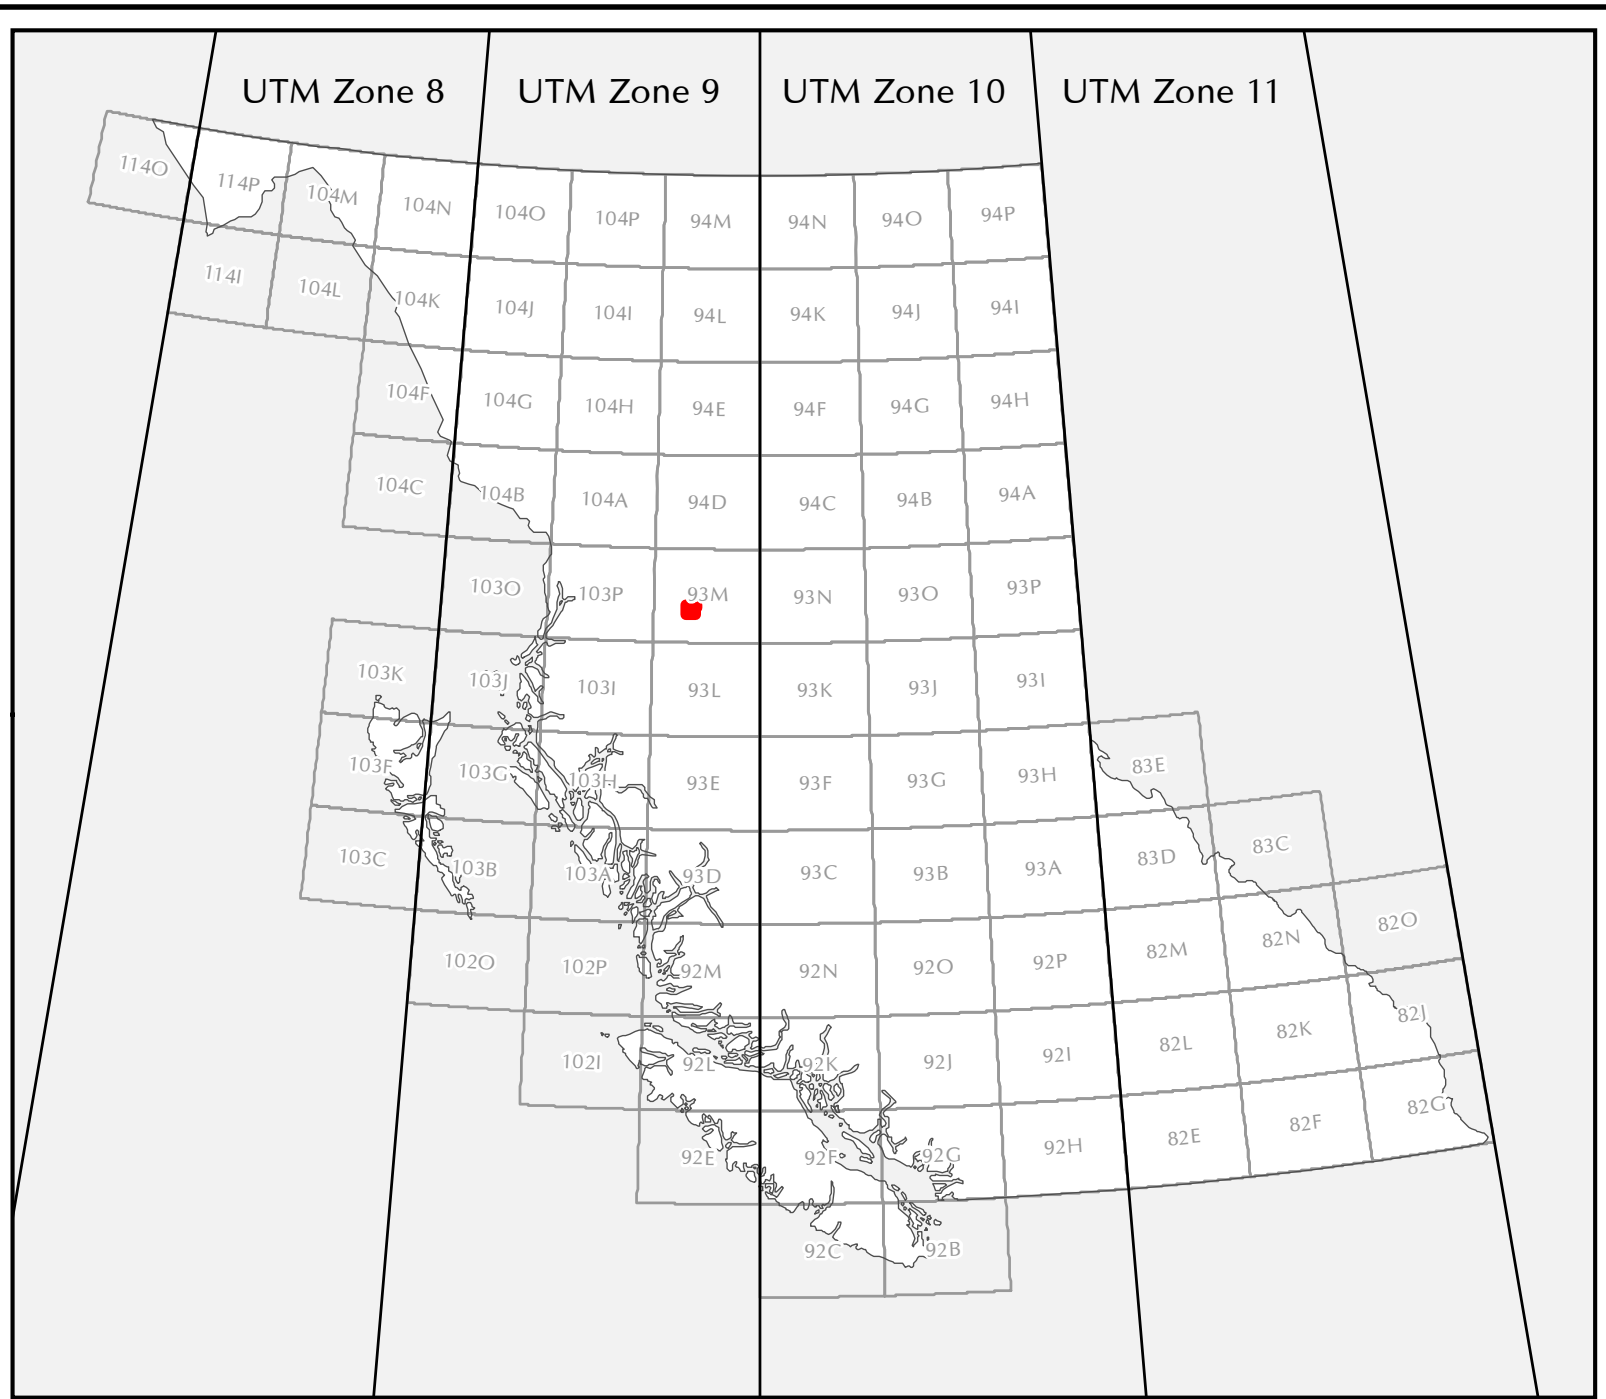 UTM Zone 8 UTM Zone 9 UTM Zone 10 UTM Zone 11
114O 114P 104M 104N 104O 104P 94M 94N 94O 94P
114I 104L 104K 104J 104I 94L 94K 94J 94I
104F 104G 104H 94E 94F 94G 94H
104C 104B 104A 94D 94C 94B 94A
103O 103P 93M 93N 93O 93P
103K 103J 103I 93L 93K 93J 93I
103F 103G 103H 93E 93F 93G 93H 83E
103C 103B 103A 93D 93C 93B 93A 83D 83C
102O 102P 92M 92N 92O 92P 82M 82N 82O
102I 92L 92K 92J 92I 82L 82K 82J
92E 92F 92G 92H 82E 82F 82G
92C 92B